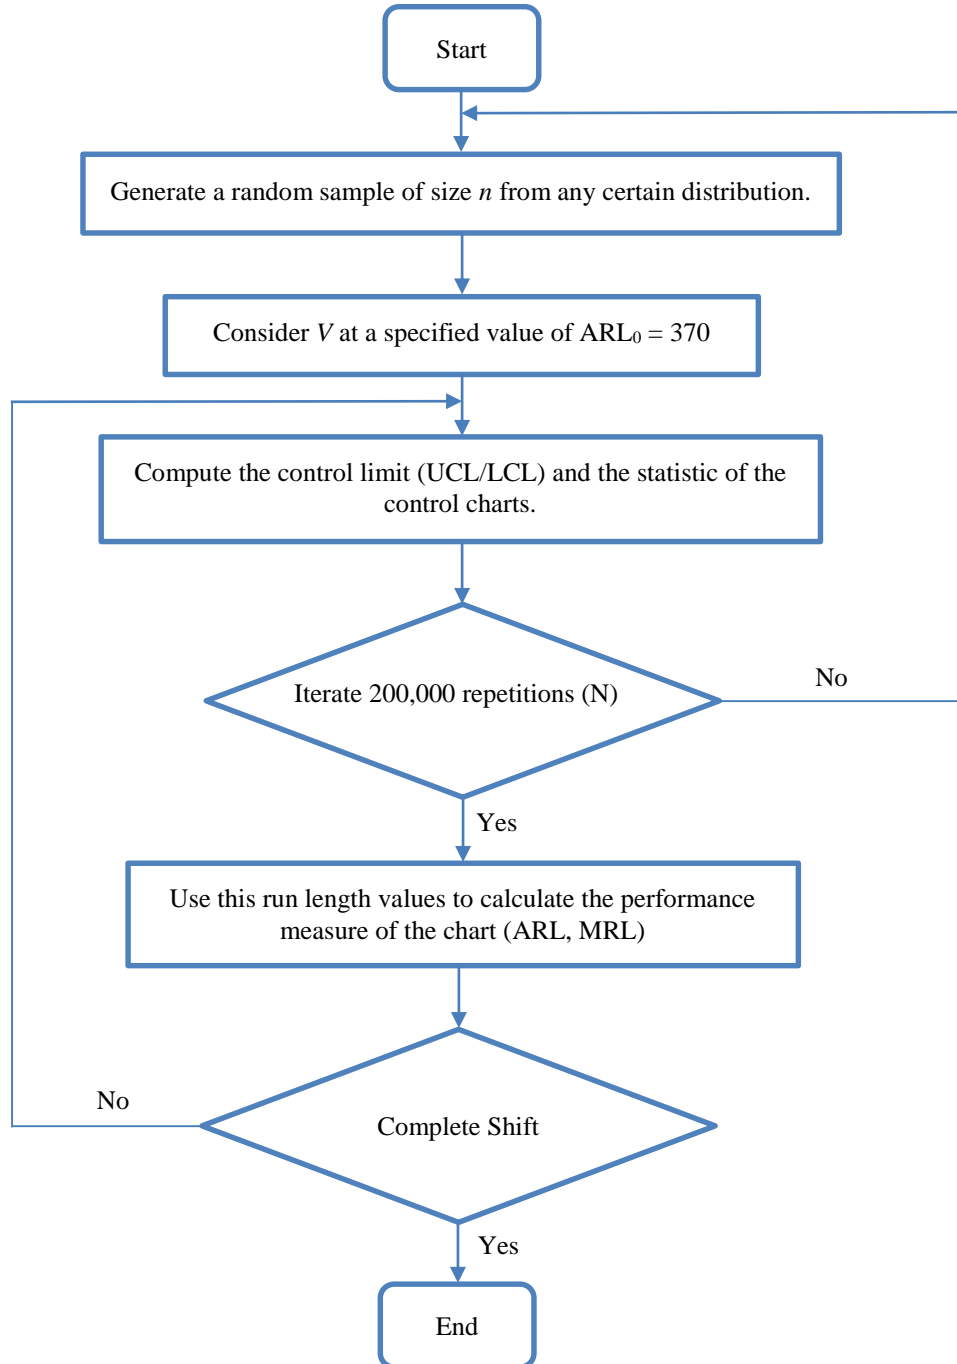 Start
Generate a random sample of size n from any certain distribution.
Consider V at a specified value of ARL₀ = 370
Compute the control limit (UCL/LCL) and the statistic of the
control charts.
Iterate 200,000 repetitions (N)
No
Yes
Use this run length values to calculate the performance
measure of the chart (ARL, MRL)
No
Complete Shift
Yes
End